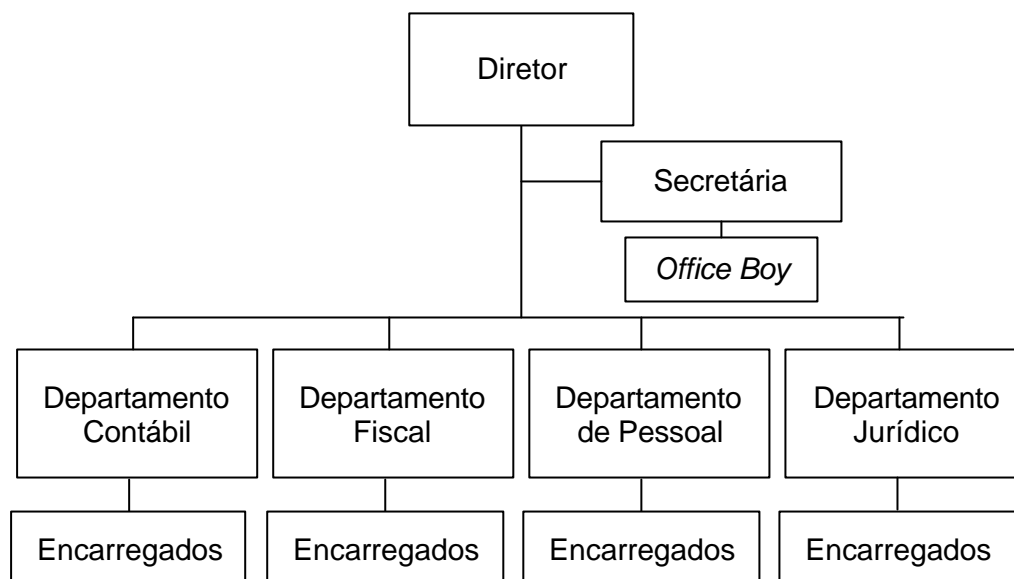 Diretor
Secretária
Office Boy
Departamento
Contábil
Departamento
Fiscal
Departamento
de Pessoal
Departamento
Jurídico
Encarregados
Encarregados
Encarregados
Encarregados